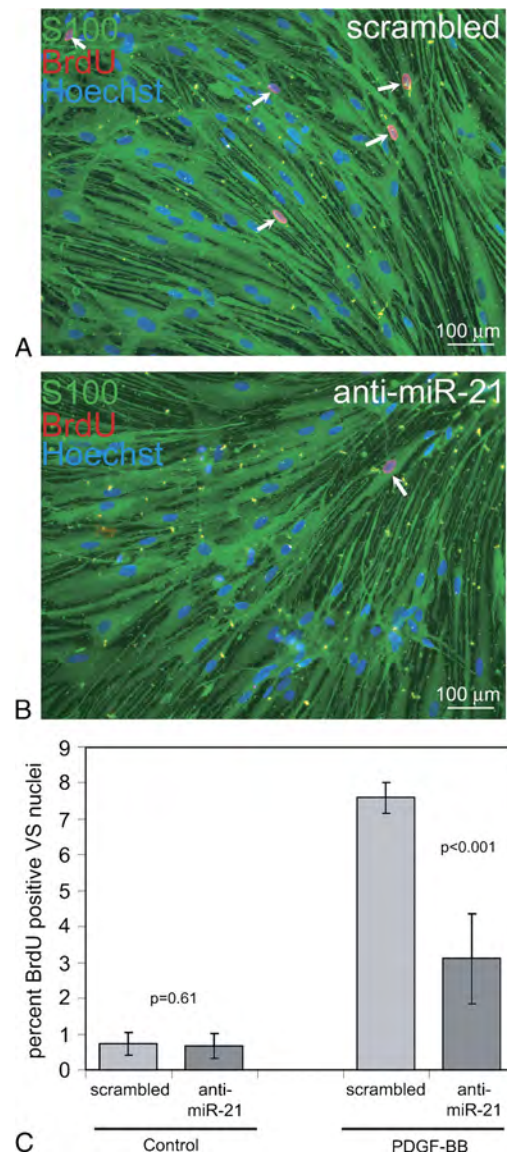 S100
scrambled
BrdU
Hoechst
100 μm
A
S100
anti-miR-21
BrdU
Hoechst
100 μm
B
percent BrdU positive VS nuclei
9
8
7
6
5
4
3
2
1
0
p=0.61
p<0.001
scrambled
anti-
miR-21
scrambled
anti-
miR-21
Control
PDGF-BB
C